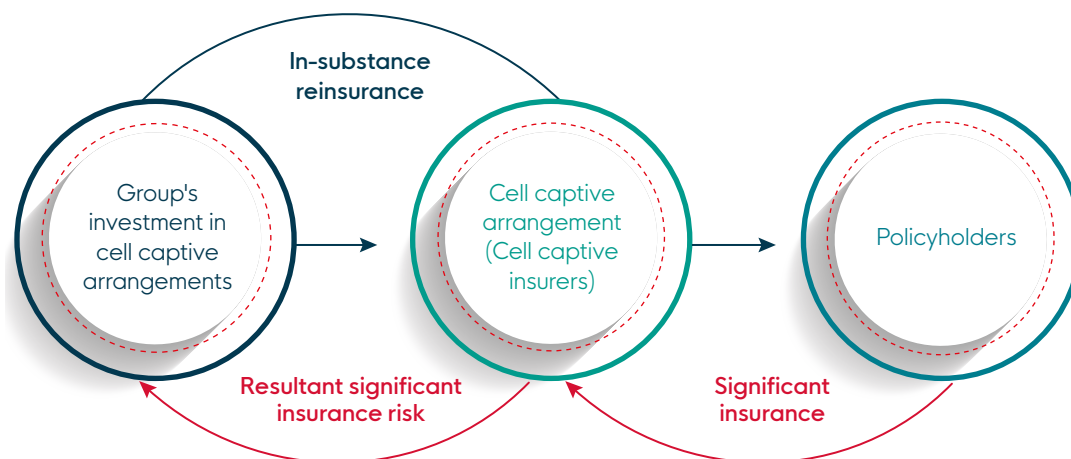 In-substance
reinsurance
Group's
investment in
cell captive
arrangements
Cell captive
arrangement
(Cell captive
insurers)
Policyholders
Resultant significant
insurance risk
Significant
insurance